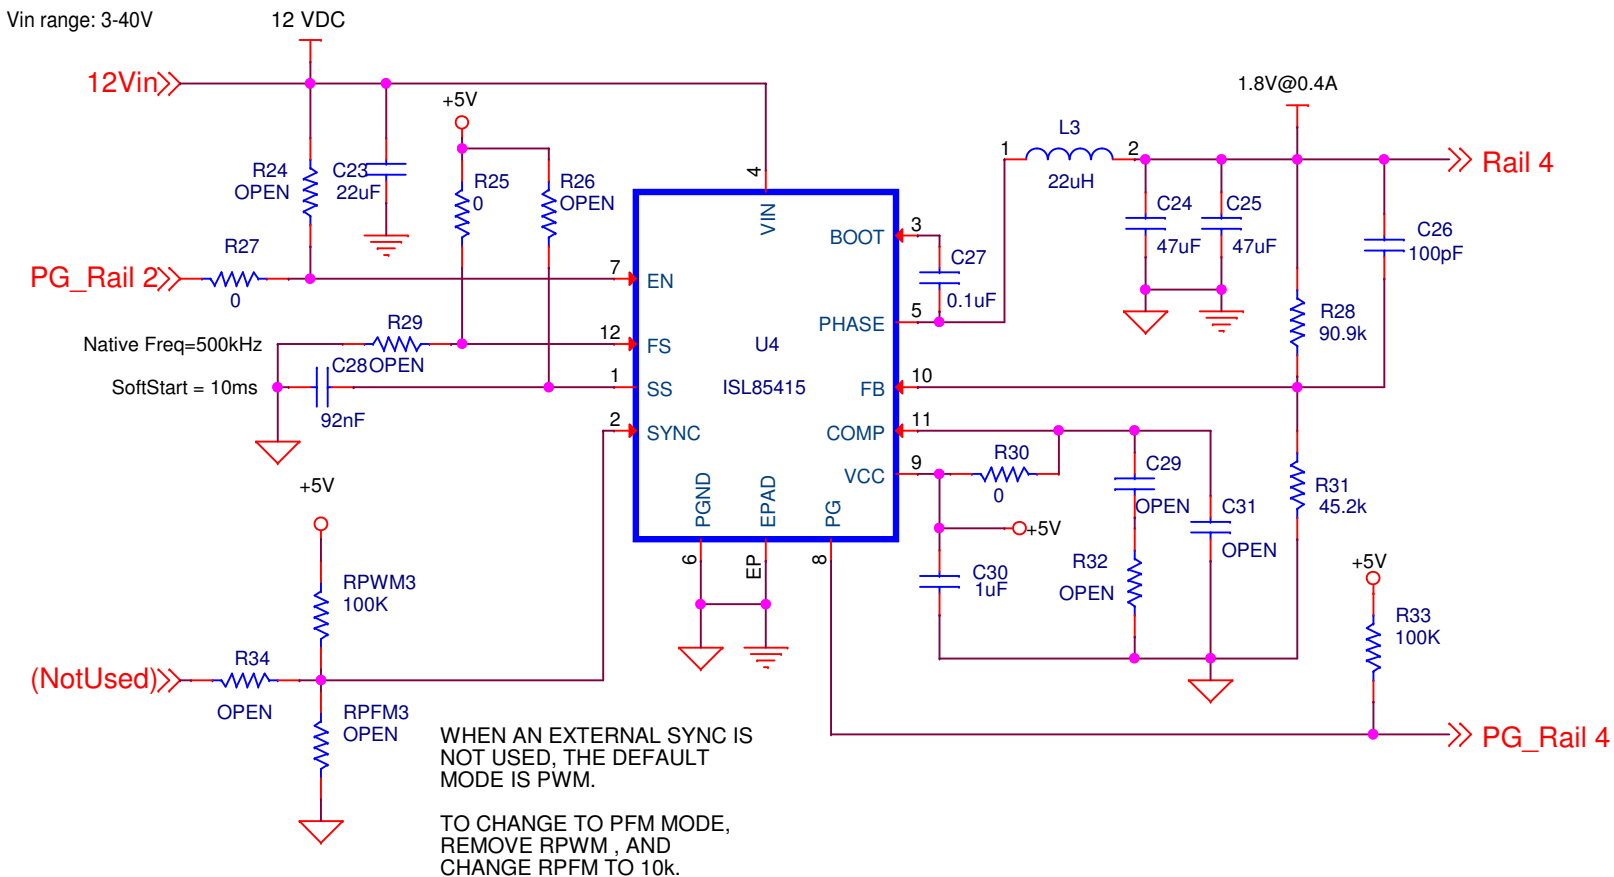 Vin range: 3-40V
12 VDC
12Vin
+5V
1.8V@0.4A
L3
1
2
22uH
Rail 4
R24
OPEN
C23
22uF
R25
0
R26
OPEN
4
VIN
C24
47uF
C25
47uF
C26
100pF
R27
0
PG_Rail 2
7
EN
BOOT
3
C27
0.1uF
PHASE
5
R28
90.9k
Native Freq=500kHz
R29
OPEN
12
FS
U4
ISL85415
SoftStart = 10ms
C28
92nF
1
SS
FB
10
2
SYNC
COMP
11
VCC
9
R30
0
C29
OPEN
C31
OPEN
R31
45.2k
PGND
EPAD
PG
6
EP
8
+5V
C30
1uF
R32
OPEN
+5V
R33
100K
+5V
RPWM3
100K
(NotUsed)
R34
OPEN
RPFM3
OPEN
PG_Rail 4
WHEN AN EXTERNAL SYNC IS
NOT USED, THE DEFAULT
MODE IS PWM.
TO CHANGE TO PFM MODE,
REMOVE RPWM , AND
CHANGE RPFM TO 10k.